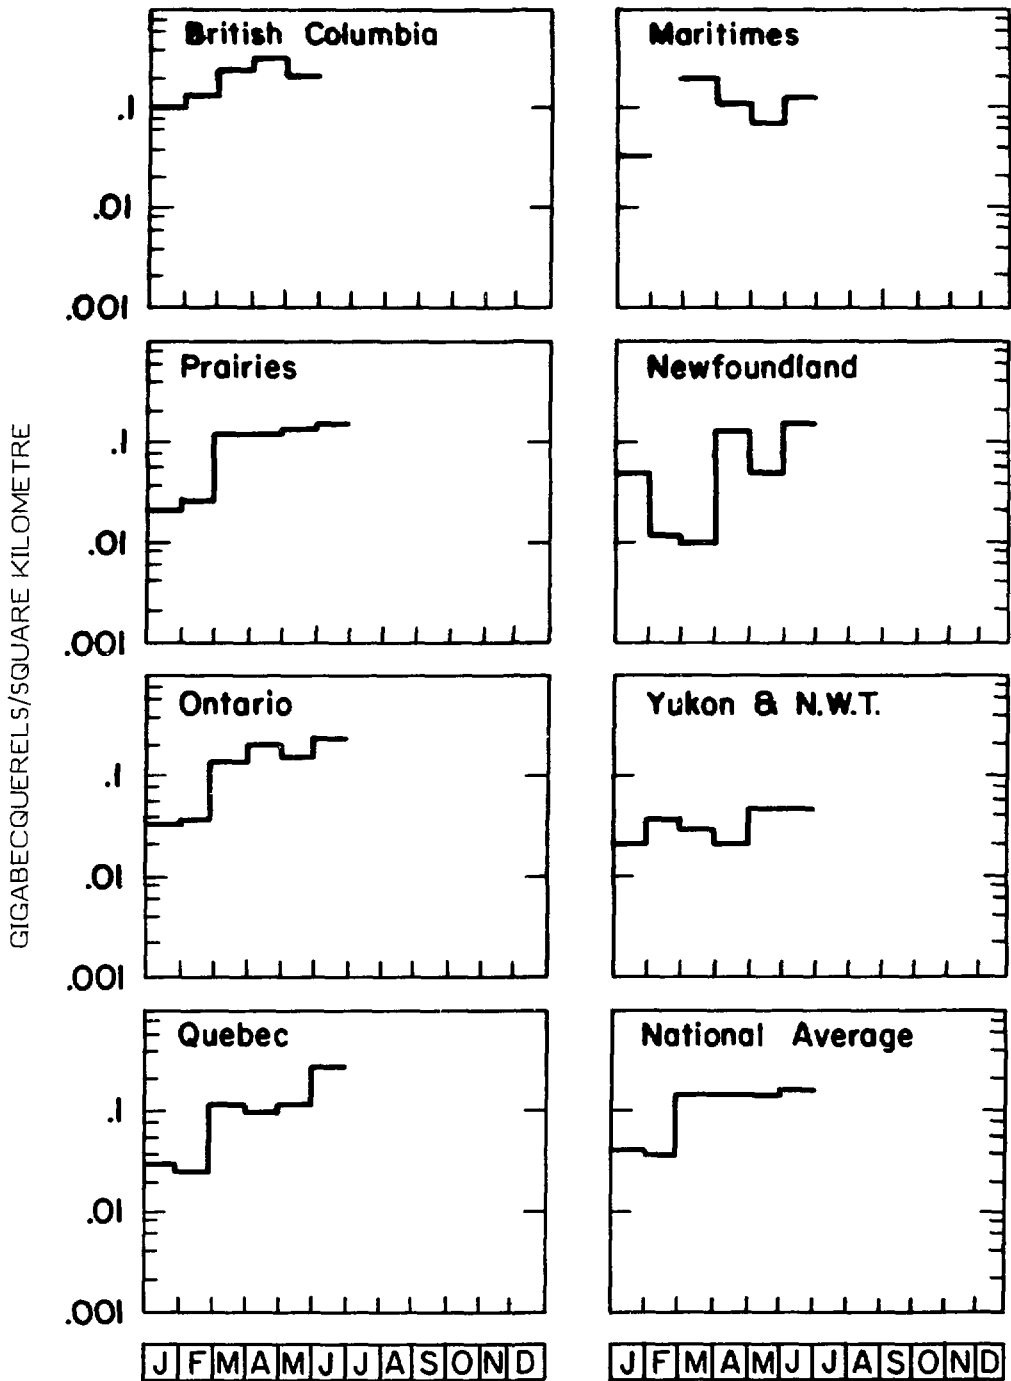 GIGABECQUERELS/SQUARE KILOMETRE
British Columbia
.1
.01
.001
Maritimes
Prairies
.1
.01
.001
Newfoundland
Ontario
.1
.01
.001
Yukon & N.W.T.
Quebec
.1
.01
.001
National Average
J F M A M J J A S O N D
J F M A M J J A S O N D